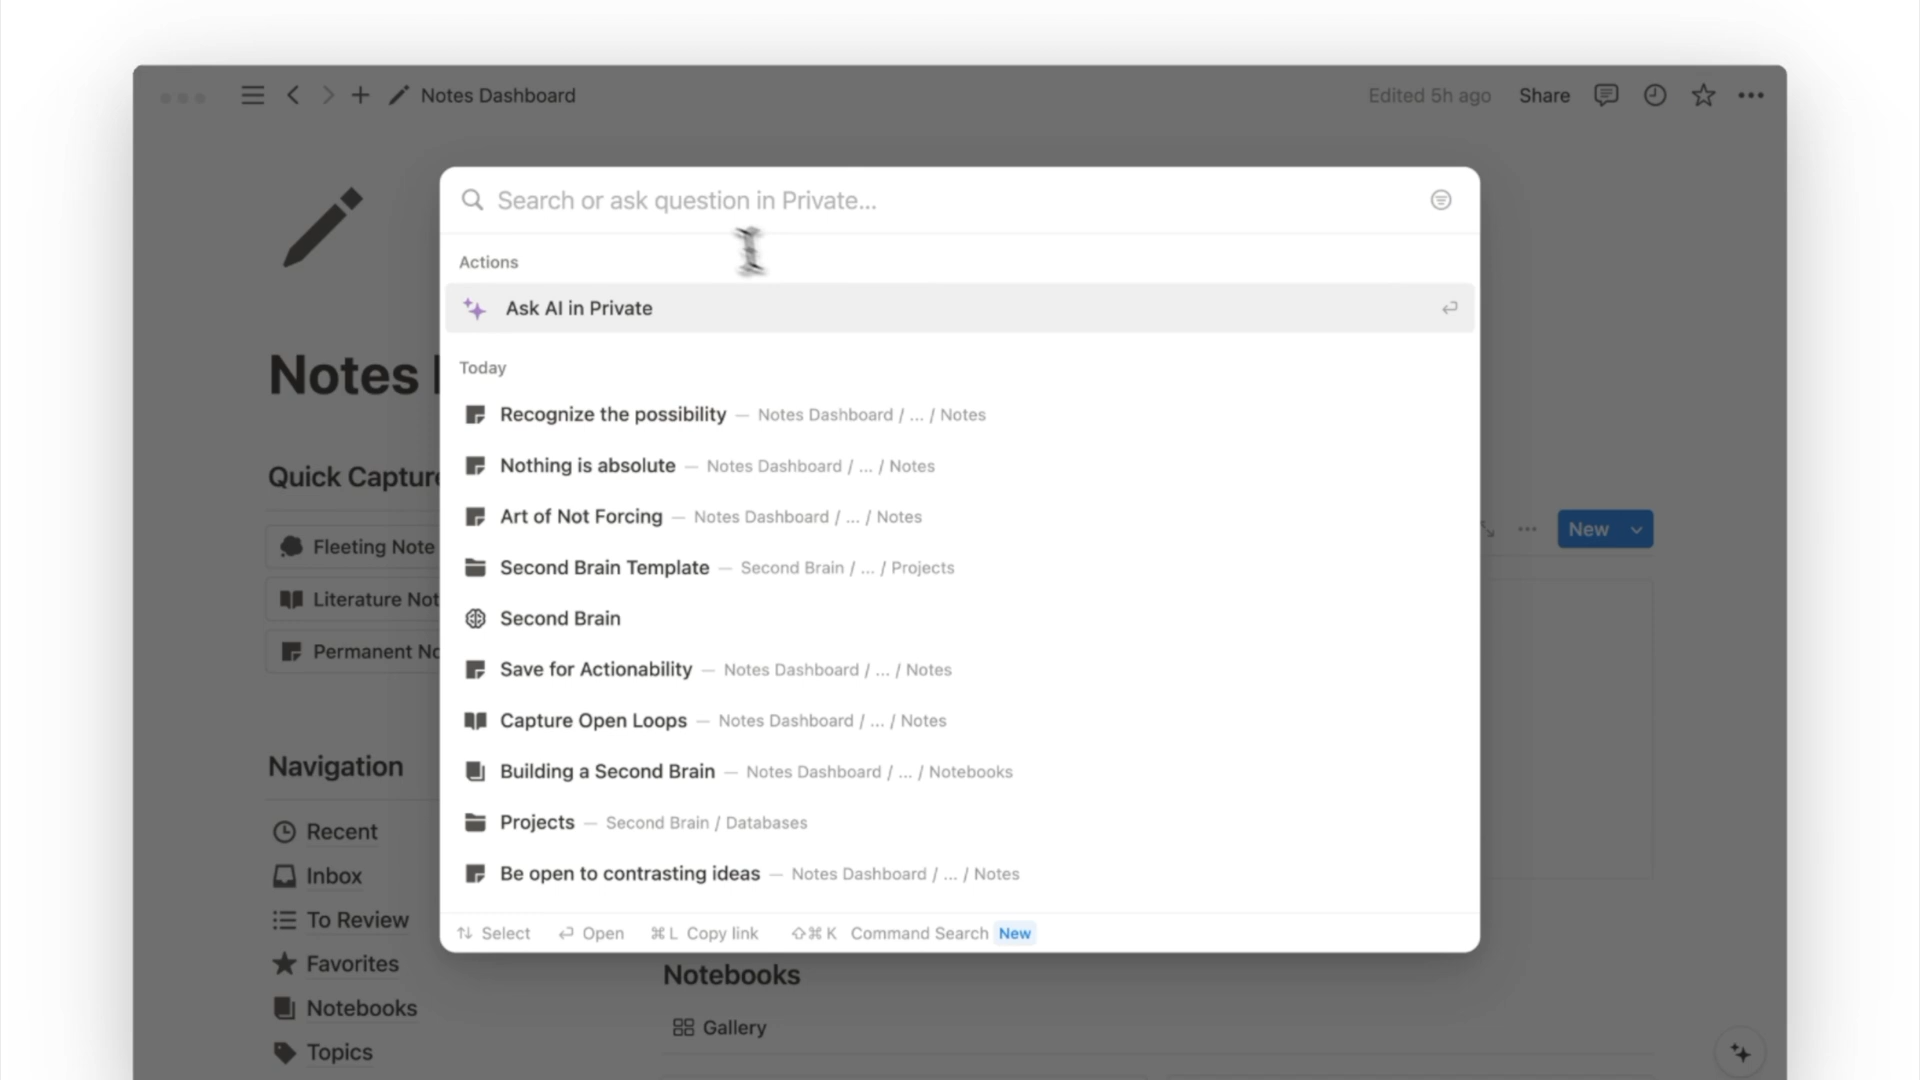 Notes Dashboard
Edited 5h ago Share
Search or ask question in Private...
Actions
Ask AI in Private
Today
Recognize the possibility — Notes Dashboard / ... / Notes
Nothing is absolute — Notes Dashboard / ... / Notes
Art of Not Forcing — Notes Dashboard / ... / Notes
Second Brain Template — Second Brain / ... / Projects
Second Brain
Save for Actionability — Notes Dashboard / ... / Notes
Capture Open Loops — Notes Dashboard / ... / Notes
Building a Second Brain — Notes Dashboard / ... / Notebooks
Projects — Second Brain / Databases
Be open to contrasting ideas — Notes Dashboard / ... / Notes
Select Open ⌘ L Copy link ⇧⌘ K Command Search New
Notes
Quick Capture
Fleeting Note
Literature Not
Permanent No
Navigation
Recent
Inbox
To Review
Favorites
Notebooks
Topics
New
Notebooks
Gallery